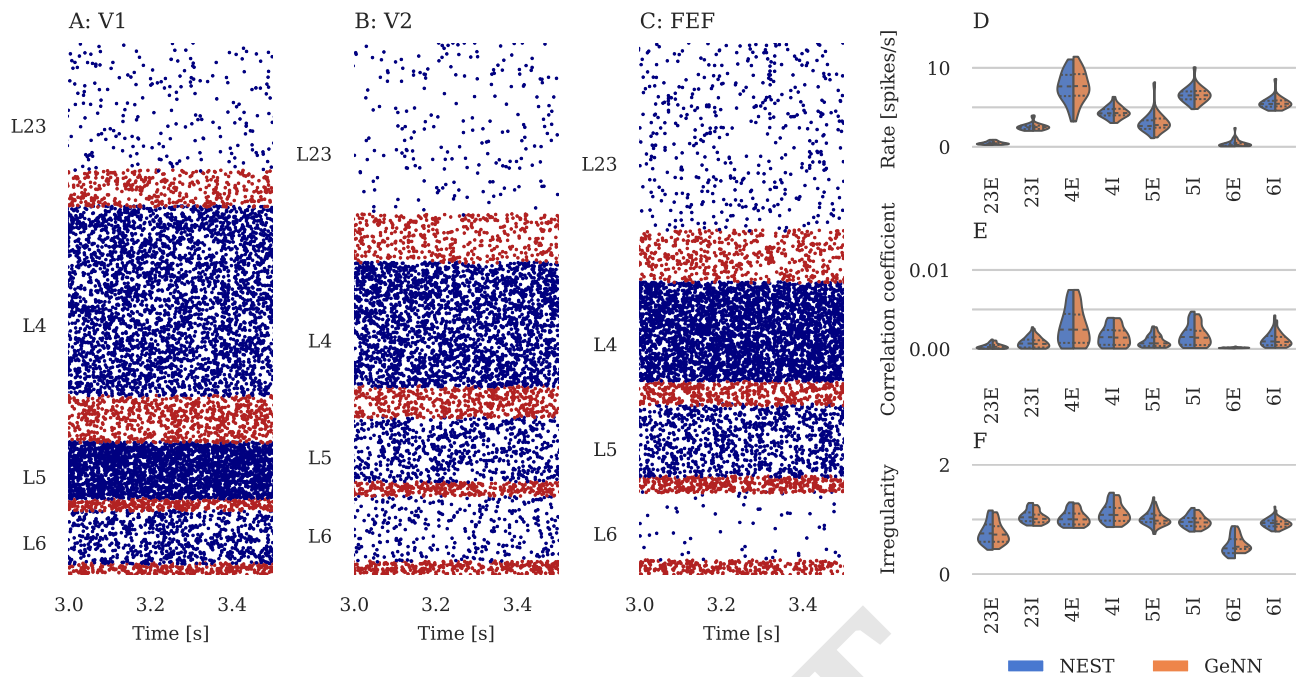 A: V1
B: V2
C: FEF
D
L23
L4
L5
L6
3.0
3.2
3.4
Time [s]
L23
L4
L5
L6
3.0
3.2
3.4
Time [s]
L23
L4
L5
L6
3.0
3.2
3.4
Time [s]
Rate [spikes/s]
10
0
23E
23I
4E
4I
5E
5I
6E
6I
E
Correlation coefficient
0.01
0.00
23E
23I
4E
4I
5E
5I
6E
6I
F
Irregularity
2
1
0
23E
23I
4E
4I
5E
5I
6E
6I
NEST
GeNN